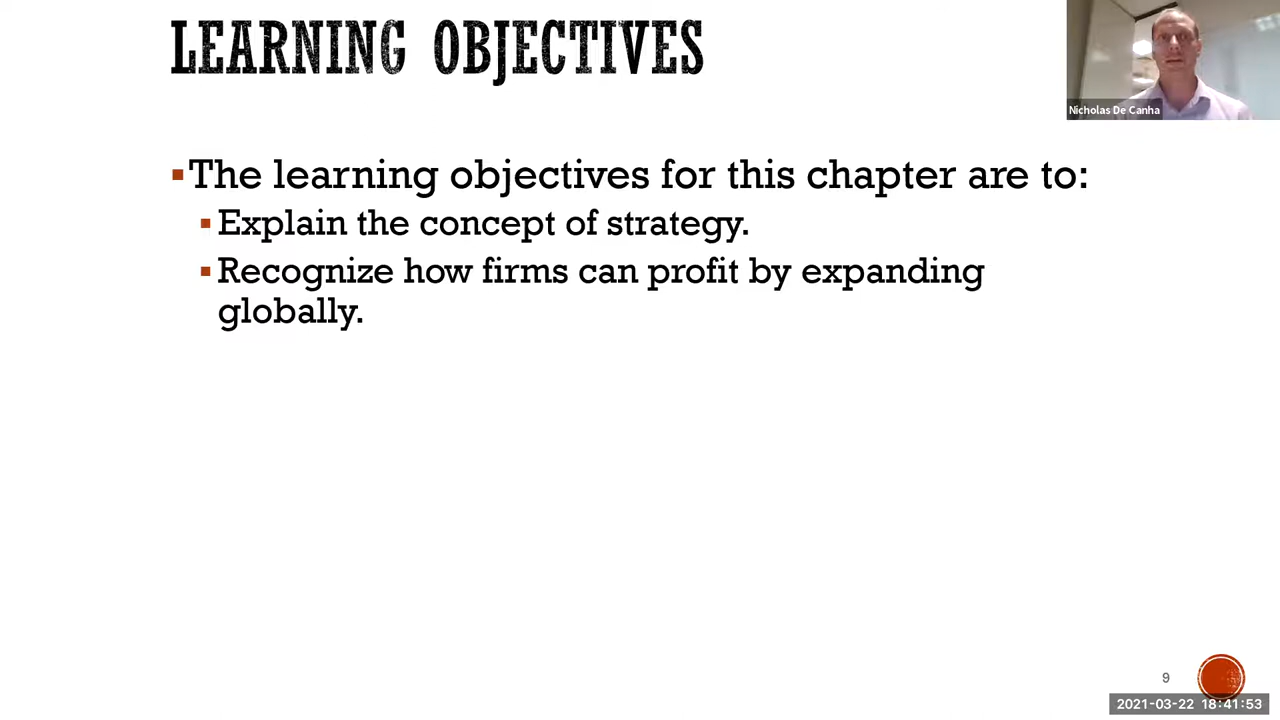 LEARNING OBJECTIVES
Nicholas De Canha
▪The learning objectives for this chapter are to:
▪Explain the concept of strategy.
▪Recognize how firms can profit by expanding
globally.
9
2021-03-22 18:41:53